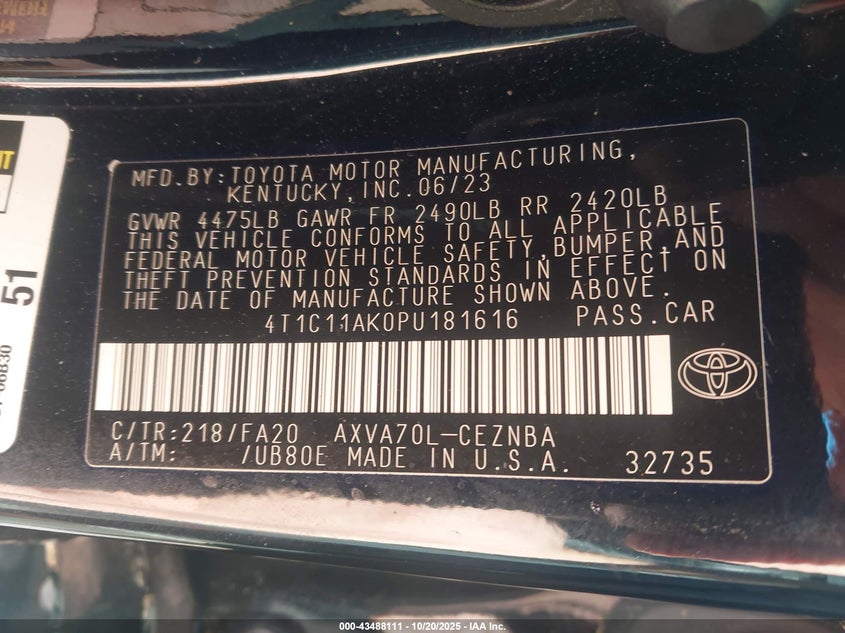 MFD.BY:TOYOTA MOTOR MANUFACTURING,
KENTUCKY,INC.06/23
GVWR 4475LB GAWR FR 2490LB RR 2420LB
THIS VEHICLE CONFORMS TO ALL APPLICABLE
FEDERAL MOTOR VEHICLE SAFETY,BUMPER,AND
THEFT PREVENTION STANDARDS IN EFFECT ON
THE DATE OF MANUFACTURE SHOWN ABOVE.
4T1C11AK0PU181616 PASS.CAR
C/TR:218/FA20 AXVA70L-CEZNBA
A/TM: /UB80E MADE IN U.S.A. 32735
51
000-43488111 - 10/20/2025 - IAA Inc.